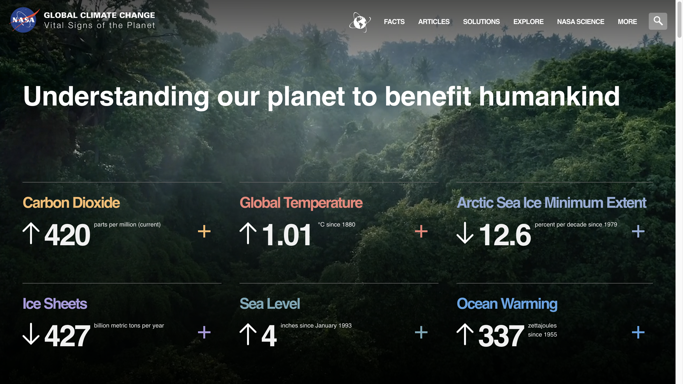 NASA
GLOBAL CLIMATE CHANGE
Vital Signs of the Planet
FACTS
ARTICLES
SOLUTIONS
EXPLORE
NASA SCIENCE
MORE
Understanding our planet to benefit humankind
Carbon Dioxide
↑ 420 parts per million (current) +
Global Temperature
↑ 1.01 °C since 1880 +
Arctic Sea Ice Minimum Extent
↓ 12.6 percent per decade since 1979 +
Ice Sheets
↓ 427 billion metric tons per year +
Sea Level
↑ 4 inches since January 1993 +
Ocean Warming
↑ 337 zettajoules
since 1955 +